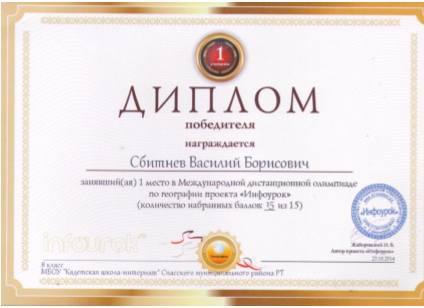 1
ДИПЛОМ
победителя
награждается
Сбитнев Василий Борисович
занявший(ая) 1 место в Международной дистанционной олимпиаде
по географии проекта «Инфоурок»
(количество набранных баллов: 15 из 15)
«Инфоурок»
инфоурок
Жаборовский И. В.
Автор проекта «Инфоурок»
8 класс
МБОУ "Кадетская школа-интернат" Спасского муниципального района РТ